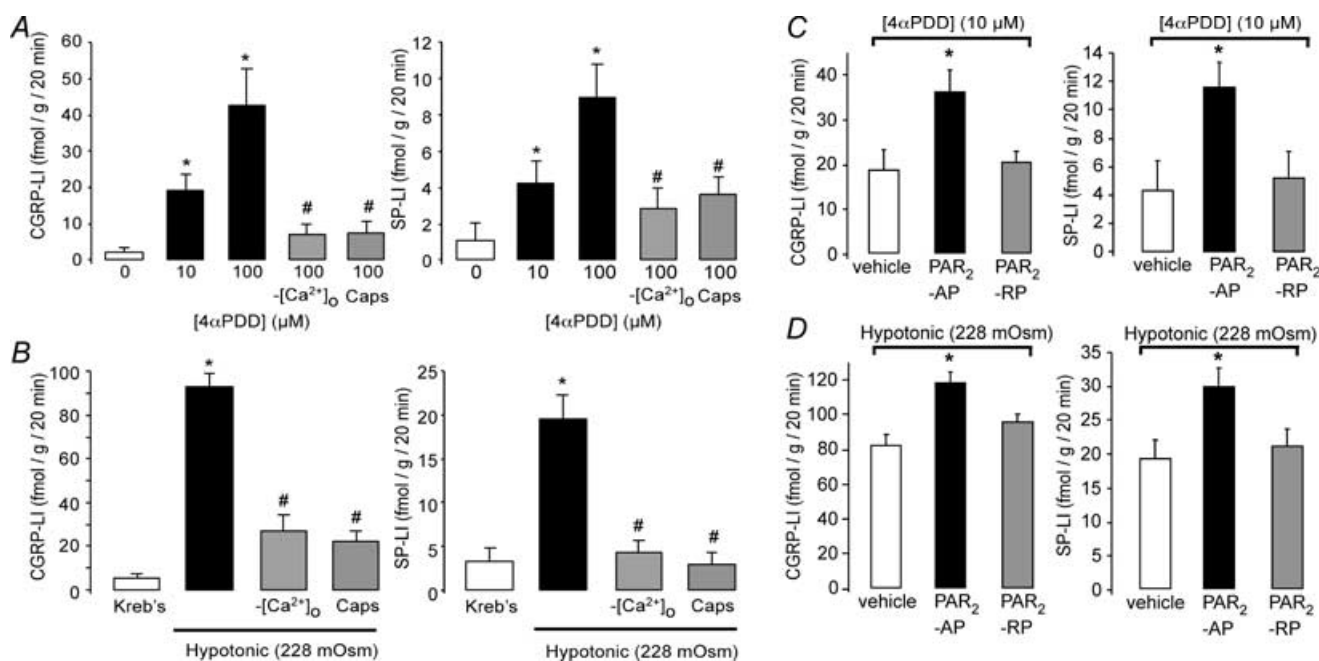 A
CGRP-LI (fmol / g / 20 min)
60
50
40
30
20
10
0
*
*
#
#
0 10 100 100 100
-[Ca²⁺]o Caps
[4αPDD] (µM)
SP-LI (fmol / g / 20 min)
12
10
8
6
4
2
0
*
*
#
#
0 10 100 100 100
-[Ca²⁺]o Caps
[4αPDD] (µM)
B
CGRP-LI (fmol / g / 20 min)
100
80
60
40
20
0
*
#
#
Kreb's -[Ca²⁺]o Caps
Hypotonic (228 mOsm)
SP-LI (fmol / g / 20 min)
25
20
15
10
5
0
*
#
#
Kreb's -[Ca²⁺]o Caps
Hypotonic (228 mOsm)
C
[4αPDD] (10 µM)
CGRP-LI (fmol / g / 20 min)
40
30
20
10
0
*
vehicle PAR₂ PAR₂
-AP -RP
[4αPDD] (10 µM)
SP-LI (fmol / g / 20 min)
14
12
10
8
6
4
2
0
*
vehicle PAR₂ PAR₂
-AP -RP
D
Hypotonic (228 mOsm)
CGRP-LI (fmol / g / 20 min)
120
100
80
60
40
20
0
*
vehicle PAR₂ PAR₂
-AP -RP
Hypotonic (228 mOsm)
SP-LI (fmol / g / 20 min)
35
30
25
20
15
10
5
0
*
vehicle PAR₂ PAR₂
-AP -RP